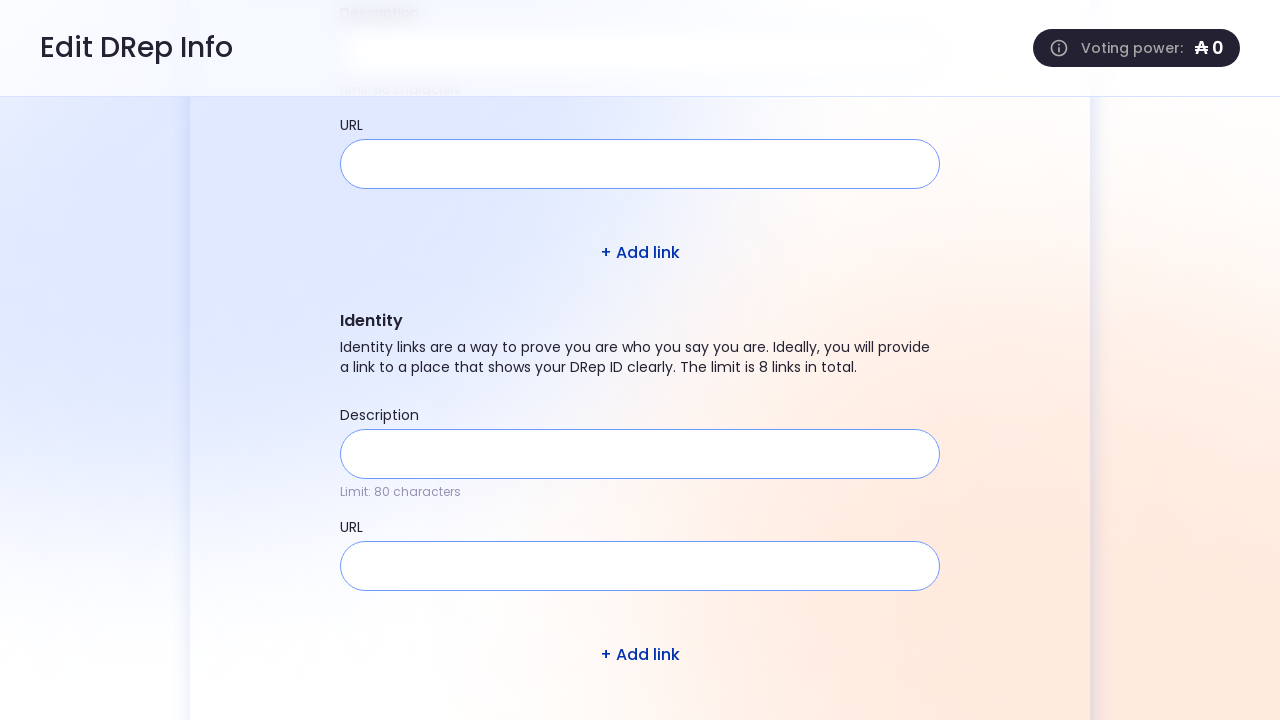 Edit DRep Info
Voting power: ₳ 0
Description
Limit: 80 characters
URL
+ Add link
Identity
Identity links are a way to prove you are who you say you are. Ideally, you will provide
a link to a place that shows your DRep ID clearly. The limit is 8 links in total.
Description
Limit: 80 characters
URL
+ Add link